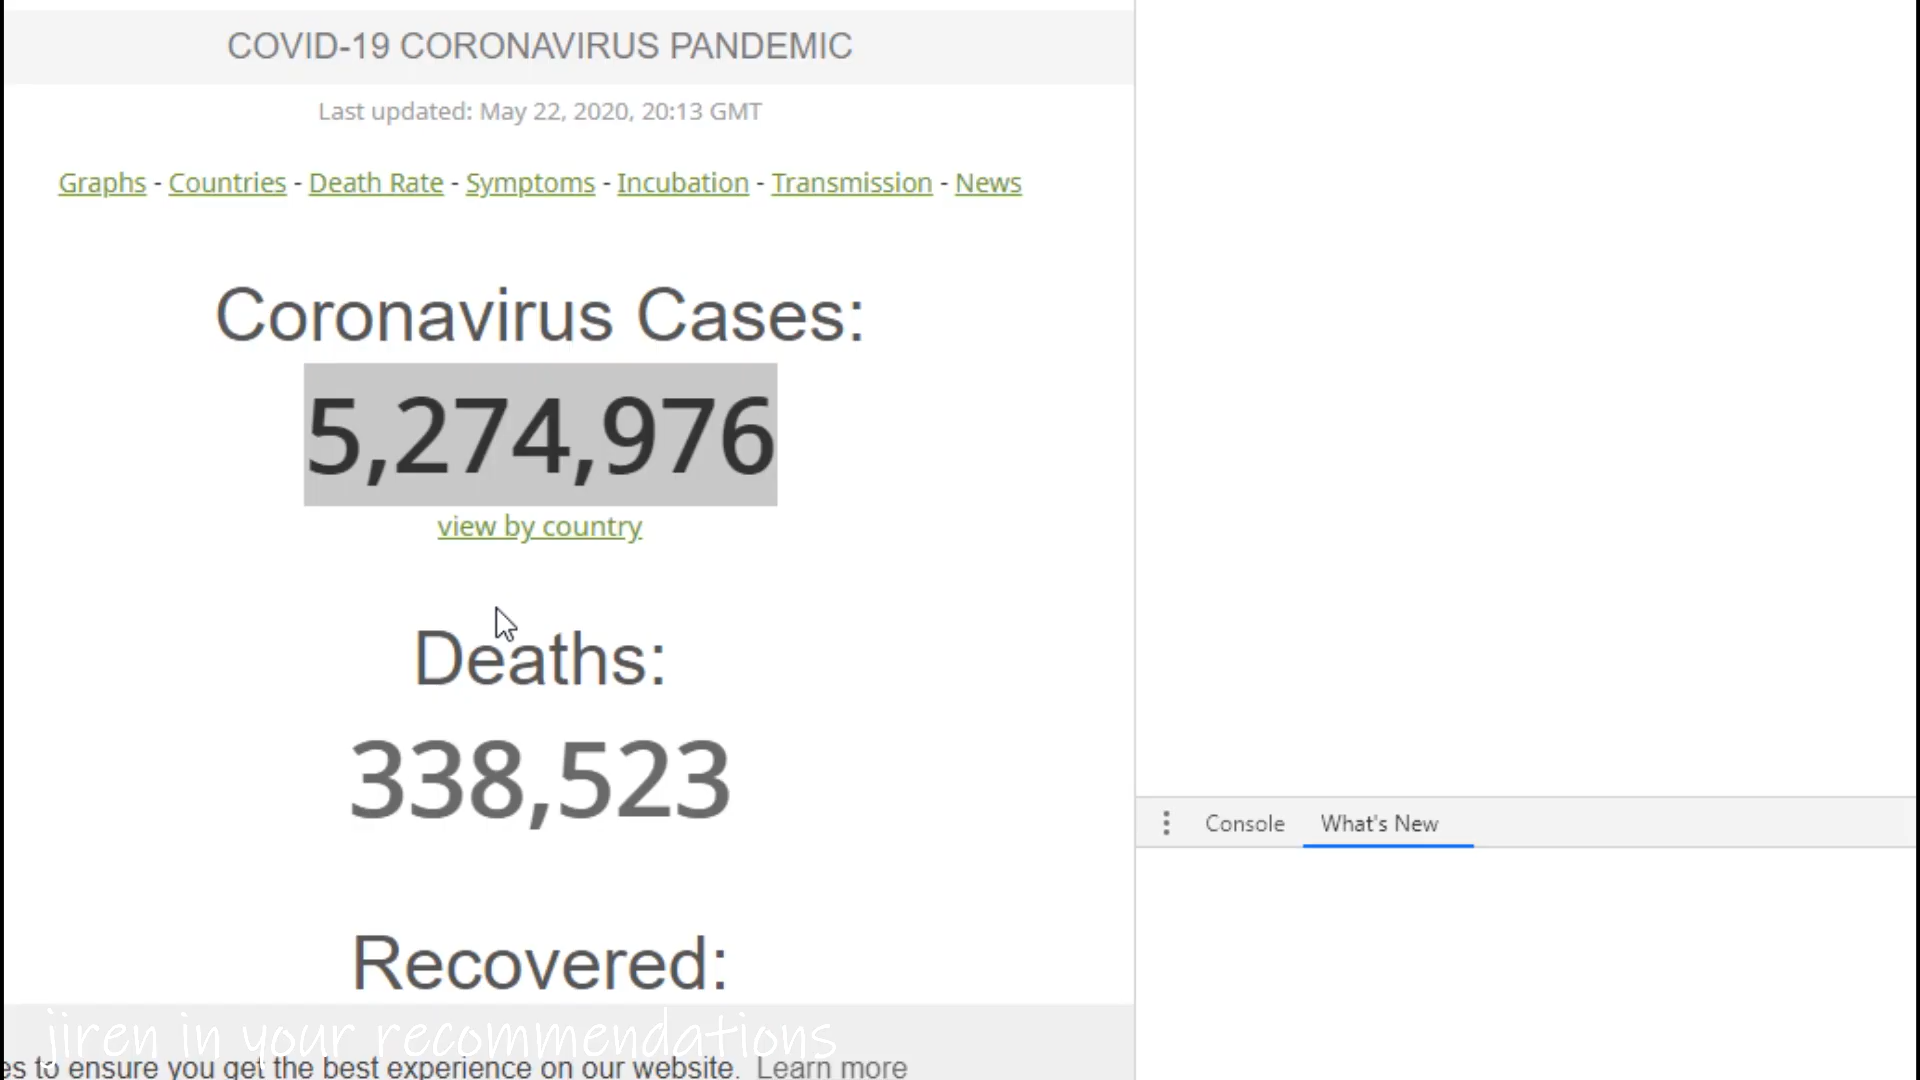 COVID-19 CORONAVIRUS PANDEMIC
Last updated: May 22, 2020, 20:13 GMT
Graphs - Countries - Death Rate - Symptoms - Incubation - Transmission - News
Coronavirus Cases:
5,274,976
view by country
Deaths:
338,523
Recovered:
jiren in your recommendations
es to ensure you get the best experience on our website. Learn more
Console What's New